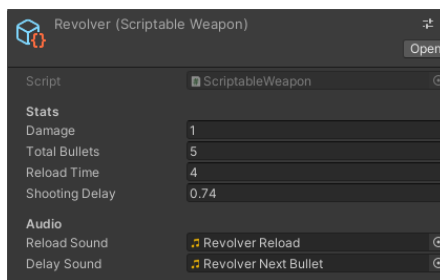 Revolver (Scriptable Weapon)
Open
Script ScriptableWeapon
Stats
Damage 1
Total Bullets 5
Reload Time 4
Shooting Delay 0.74
Audio
Reload Sound Revolver Reload
Delay Sound Revolver Next Bullet